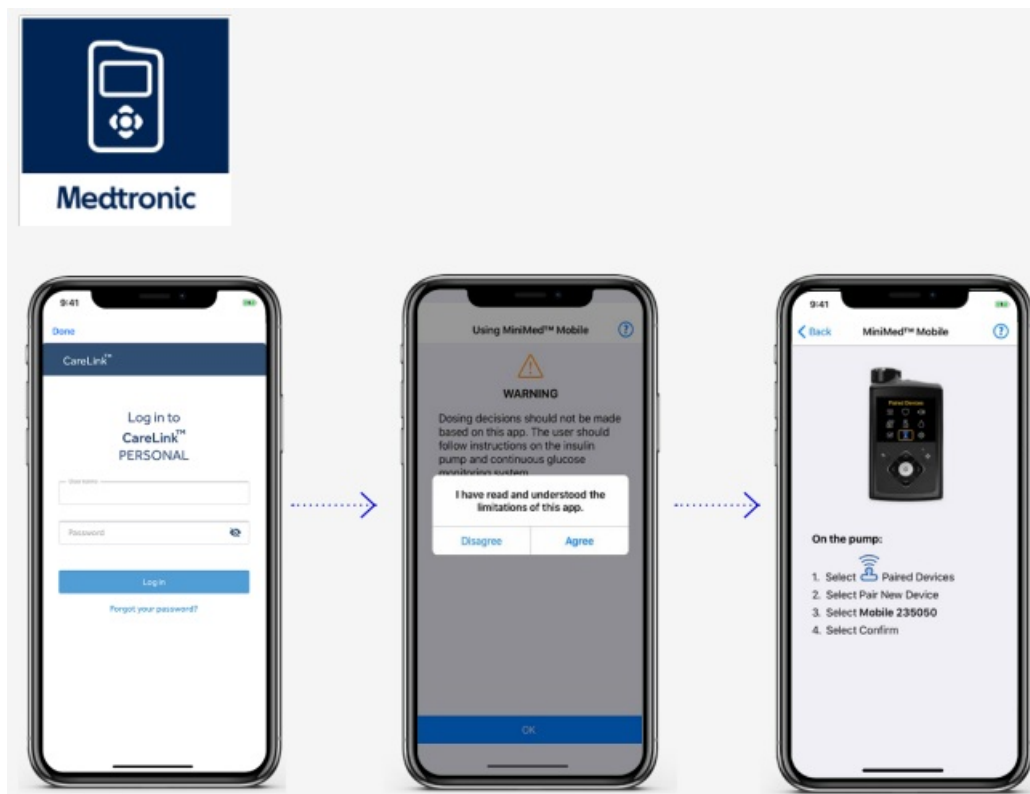 Medtronic
9:41
Done
CareLink™
Log in to
CareLink™
PERSONAL
Username
Password
Log in
Forgot your password?
Using MiniMed™ Mobile
WARNING
Dosing decisions should not be made
based on this app. The user should
follow instructions on the insulin
pump and continuous glucose
monitoring system
I have read and understood the
limitations of this app.
Disagree Agree
OK
9:41
Back MiniMed™ Mobile
Paired Devices
On the pump:
1. Select Paired Devices
2. Select Pair New Device
3. Select Mobile 235050
4. Select Confirm